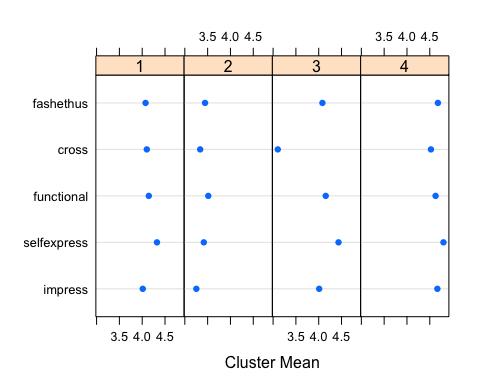 3.5 4.0 4.5 3.5 4.0 4.5
1 2 3 4
fashethus
cross
functional
selfexpress
impress
3.5 4.0 4.5 3.5 4.0 4.5
Cluster Mean